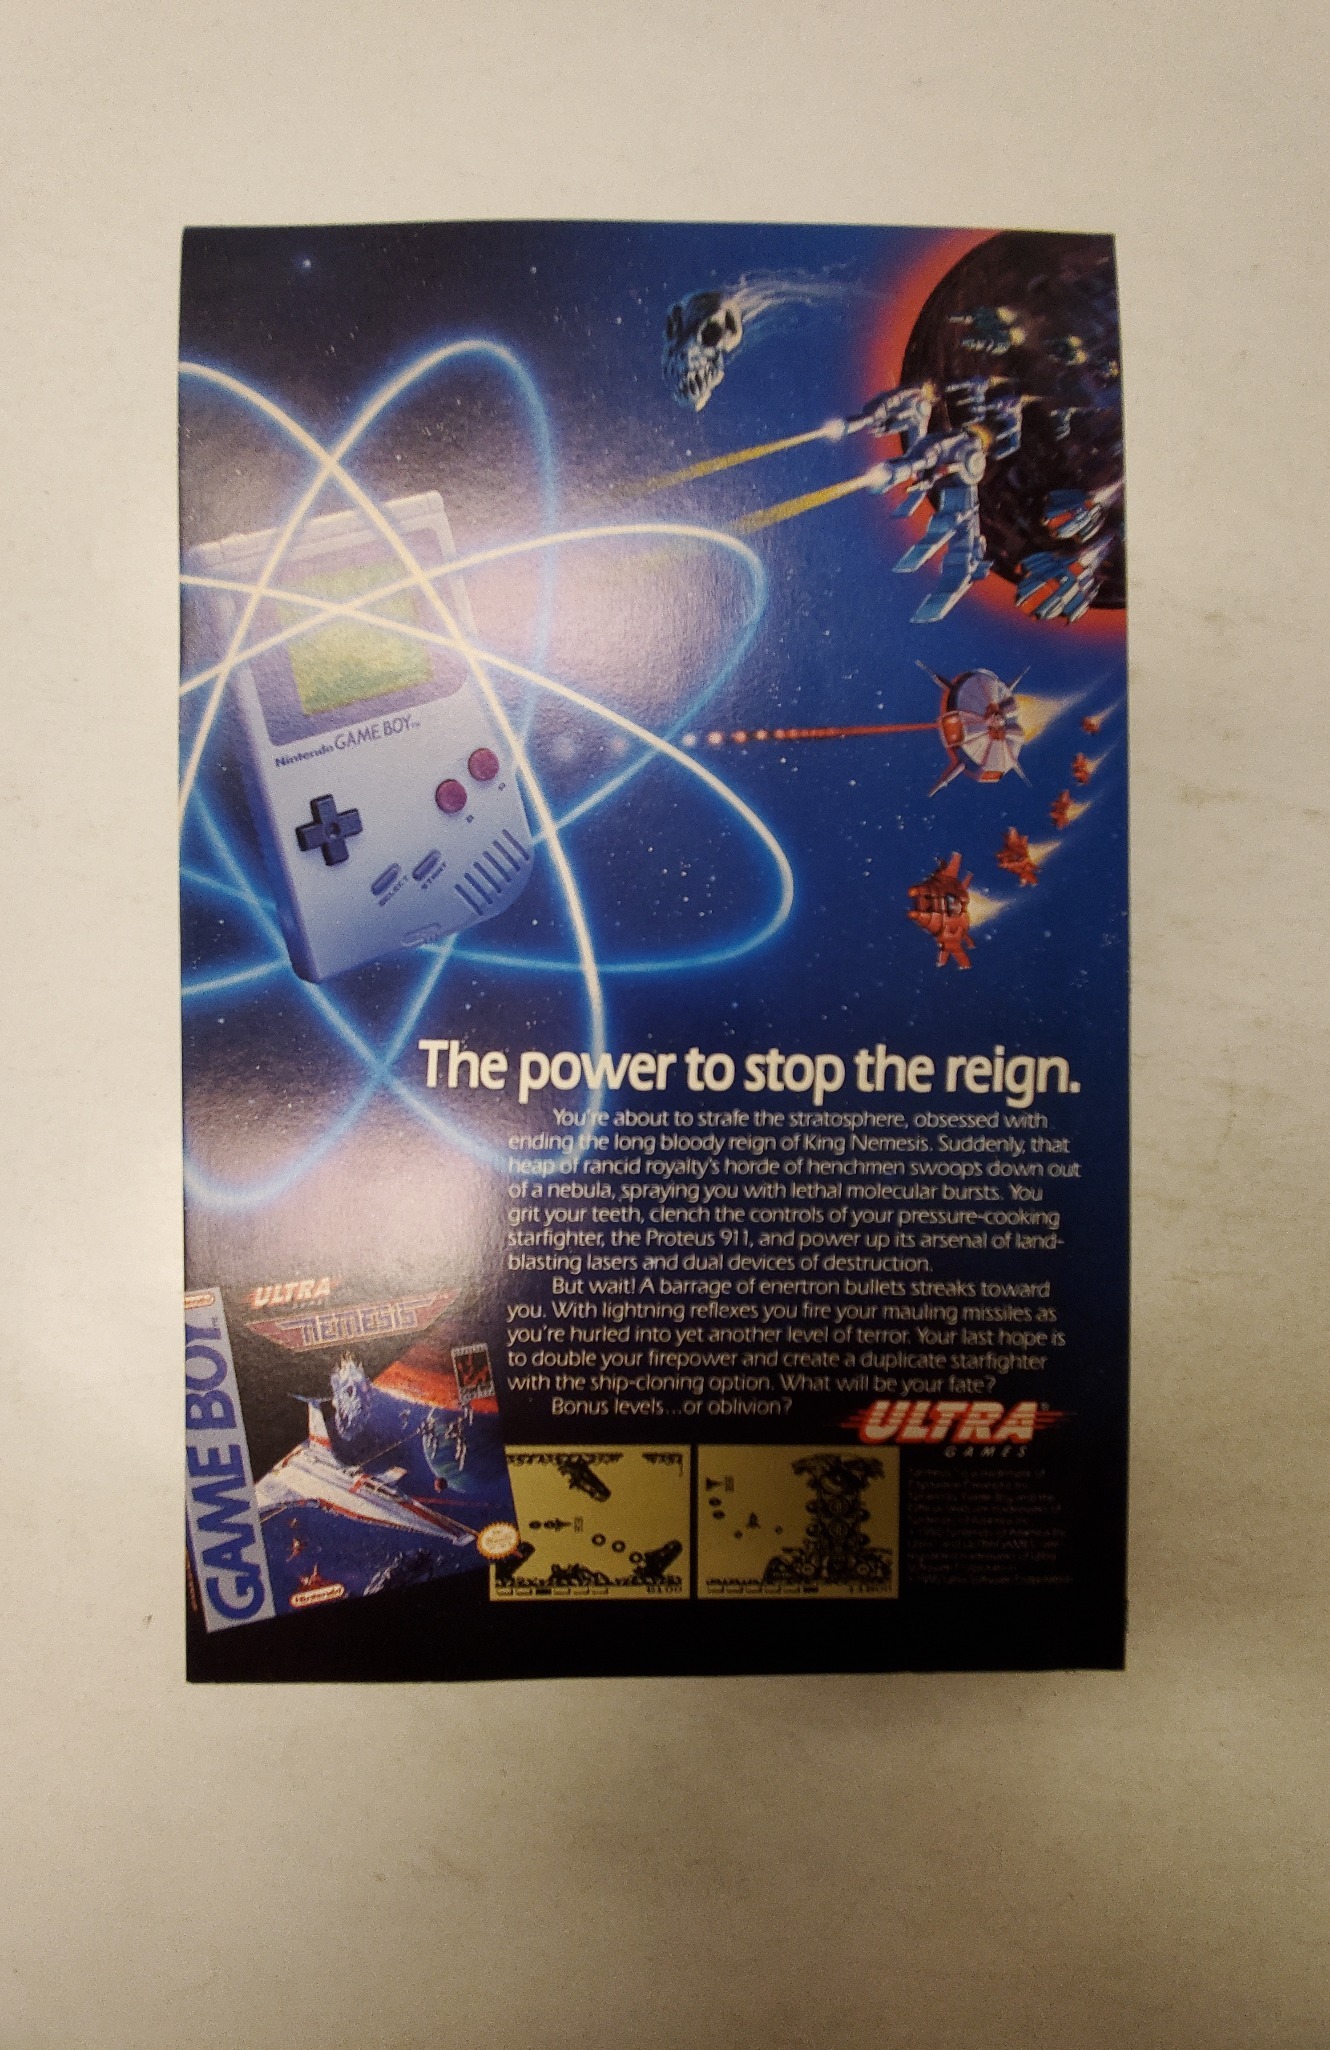 Nintendo GAME BOY™
B
A
SELECT
START
The power to stop the reign.
You're about to strafe the stratosphere, obsessed with
ending the long bloody reign of King Nemesis. Suddenly, that
heap of rancid royalty's horde of henchmen swoops down out
of a nebula, spraying you with lethal molecular bursts. You
grit your teeth, clench the controls of your pressure-cooking
starfighter, the Proteus 911, and power up its arsenal of land-
blasting lasers and dual devices of destruction.
But wait! A barrage of enertron bullets streaks toward
you. With lightning reflexes you fire your mauling missiles as
you're hurled into yet another level of terror. Your last hope is
to double your firepower and create a duplicate starfighter
with the ship-cloning option. What will be your fate?
Bonus levels...or oblivion?
ULTRA®
GAMES
ULTRA
NEMESIS
GAME BOY™
Nintendo